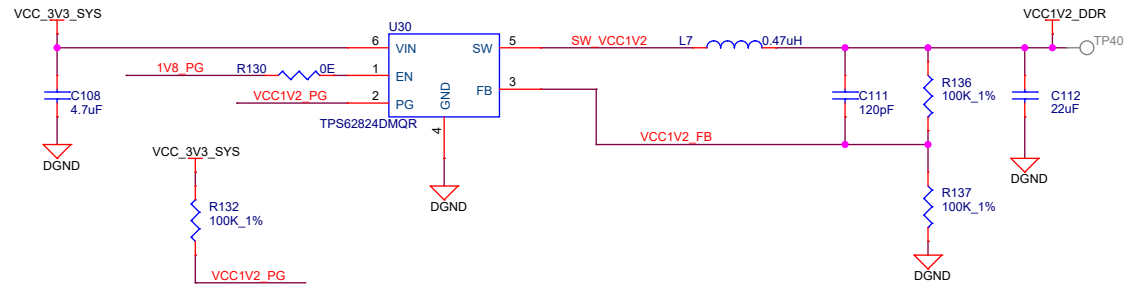 VCC_3V3_SYS
VCC1V2_DDR
U30
TP40
6 VIN SW 5 SW_VCC1V2 L7 0.47uH
1V8_PG R130 0E 1 EN
FB 3
VCC1V2_PG 2 PG
GND
TPS62824DMQR
4
C108
4.7uF
C111
120pF
R136
100K_1%
C112
22uF
VCC1V2_FB
DGND
VCC_3V3_SYS
DGND
DGND
R132
100K_1%
R137
100K_1%
VCC1V2_PG
DGND